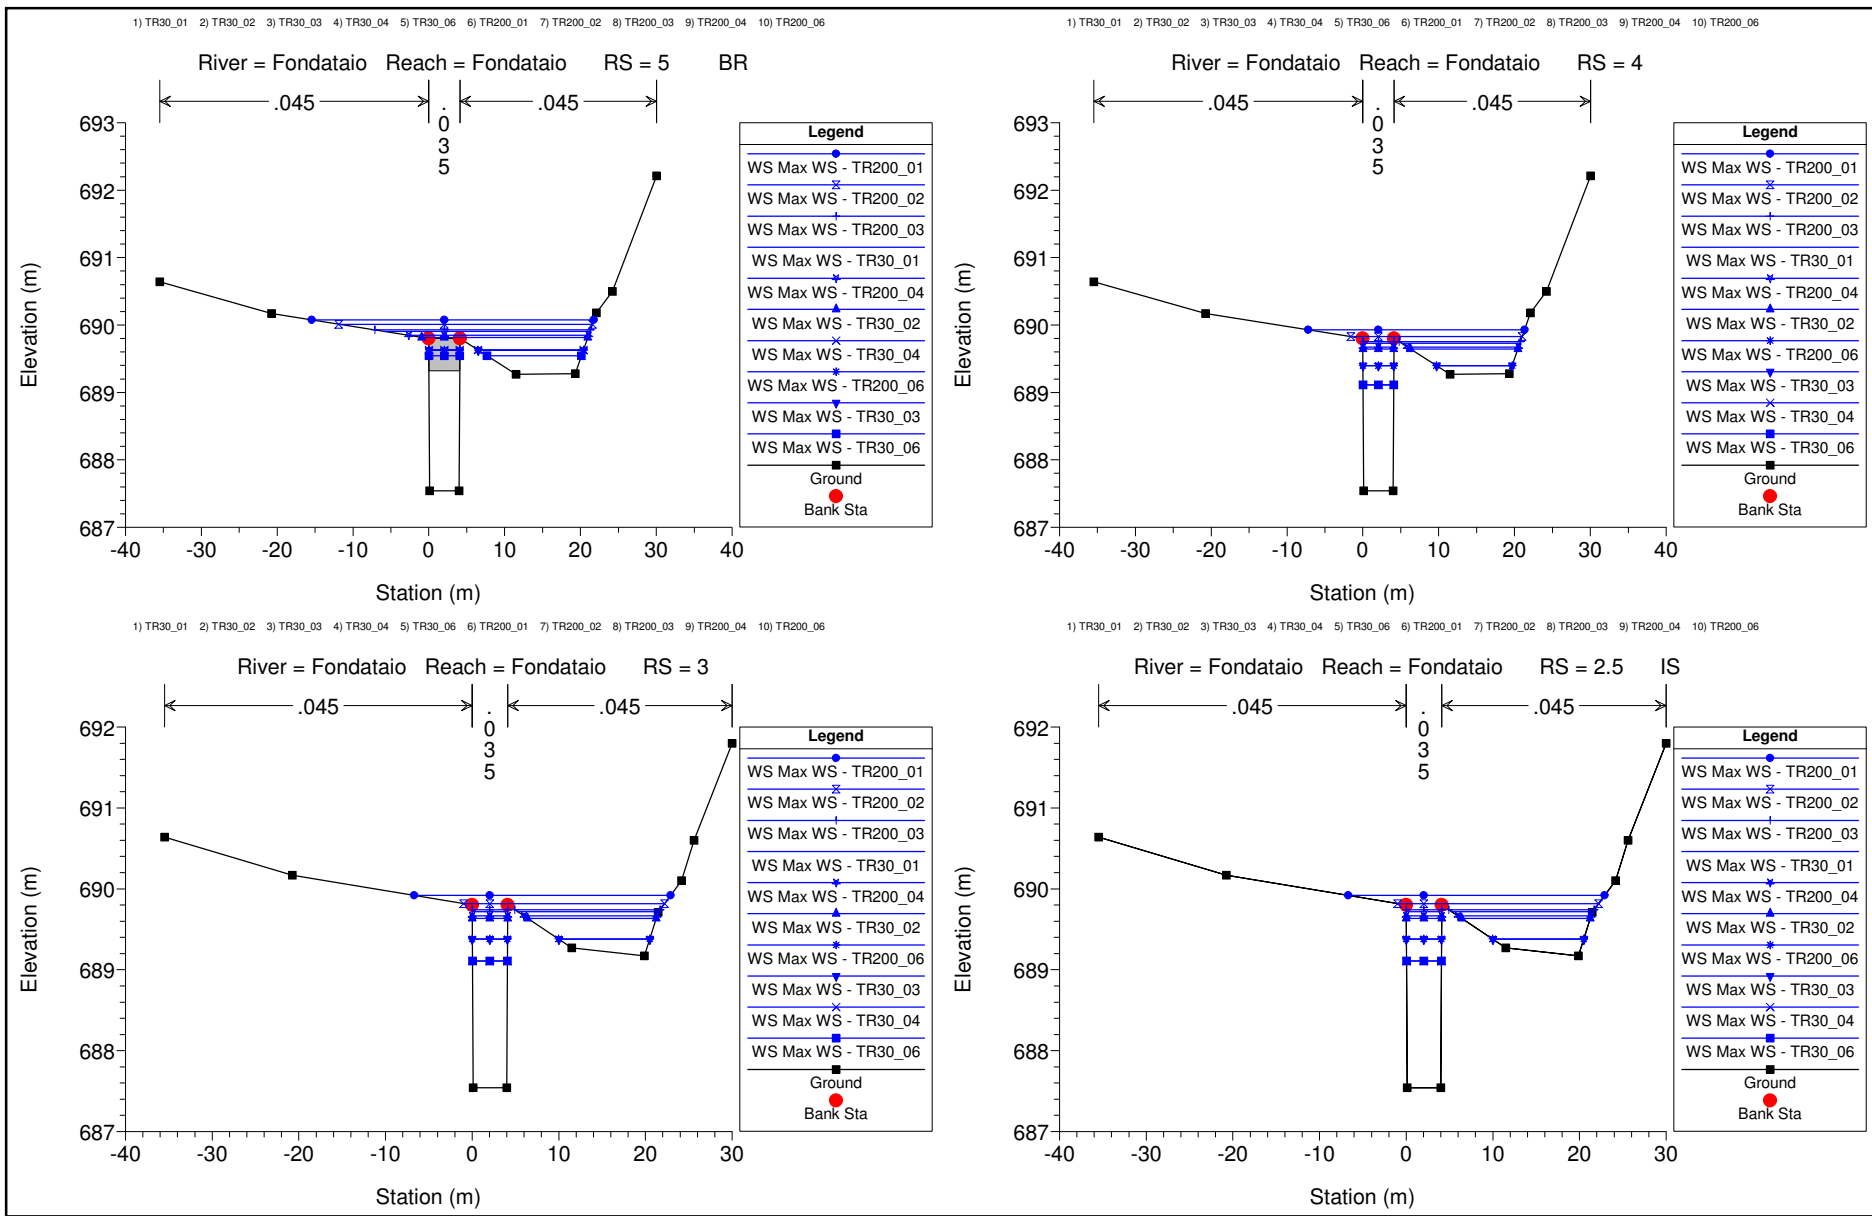 1) TR30_01 2) TR30_02 3) TR30_03 4) TR30_04 5) TR30_06 6) TR200_01 7) TR200_02 8) TR200_03 9) TR200_04 10) TR200_06
River = Fondataio Reach = Fondataio RS = 5 BR
.045 .035 .045
693
692
691
690
689
688
687
Elevation (m)
-40 -30 -20 -10 0 10 20 30 40
Station (m)
Legend
WS Max WS - TR200_01
WS Max WS - TR200_02
WS Max WS - TR200_03
WS Max WS - TR30_01
WS Max WS - TR200_04
WS Max WS - TR30_02
WS Max WS - TR30_04
WS Max WS - TR200_06
WS Max WS - TR30_03
WS Max WS - TR30_06
Ground
Bank Sta
1) TR30_01 2) TR30_02 3) TR30_03 4) TR30_04 5) TR30_06 6) TR200_01 7) TR200_02 8) TR200_03 9) TR200_04 10) TR200_06
River = Fondataio Reach = Fondataio RS = 4
.045 .035 .045
693
692
691
690
689
688
687
Elevation (m)
-40 -30 -20 -10 0 10 20 30 40
Station (m)
Legend
WS Max WS - TR200_01
WS Max WS - TR200_02
WS Max WS - TR200_03
WS Max WS - TR30_01
WS Max WS - TR200_04
WS Max WS - TR30_02
WS Max WS - TR200_06
WS Max WS - TR30_03
WS Max WS - TR30_04
WS Max WS - TR30_06
Ground
Bank Sta
1) TR30_01 2) TR30_02 3) TR30_03 4) TR30_04 5) TR30_06 6) TR200_01 7) TR200_02 8) TR200_03 9) TR200_04 10) TR200_06
River = Fondataio Reach = Fondataio RS = 3
.045 .035 .045
692
691
690
689
688
687
Elevation (m)
-40 -30 -20 -10 0 10 20 30
Station (m)
Legend
WS Max WS - TR200_01
WS Max WS - TR200_02
WS Max WS - TR200_03
WS Max WS - TR30_01
WS Max WS - TR200_04
WS Max WS - TR30_02
WS Max WS - TR200_06
WS Max WS - TR30_03
WS Max WS - TR30_04
WS Max WS - TR30_06
Ground
Bank Sta
1) TR30_01 2) TR30_02 3) TR30_03 4) TR30_04 5) TR30_06 6) TR200_01 7) TR200_02 8) TR200_03 9) TR200_04 10) TR200_06
River = Fondataio Reach = Fondataio RS = 2.5 IS
.045 .035 .045
692
691
690
689
688
687
Elevation (m)
-40 -30 -20 -10 0 10 20 30
Station (m)
Legend
WS Max WS - TR200_01
WS Max WS - TR200_02
WS Max WS - TR200_03
WS Max WS - TR30_01
WS Max WS - TR200_04
WS Max WS - TR30_02
WS Max WS - TR200_06
WS Max WS - TR30_03
WS Max WS - TR30_04
WS Max WS - TR30_06
Ground
Bank Sta